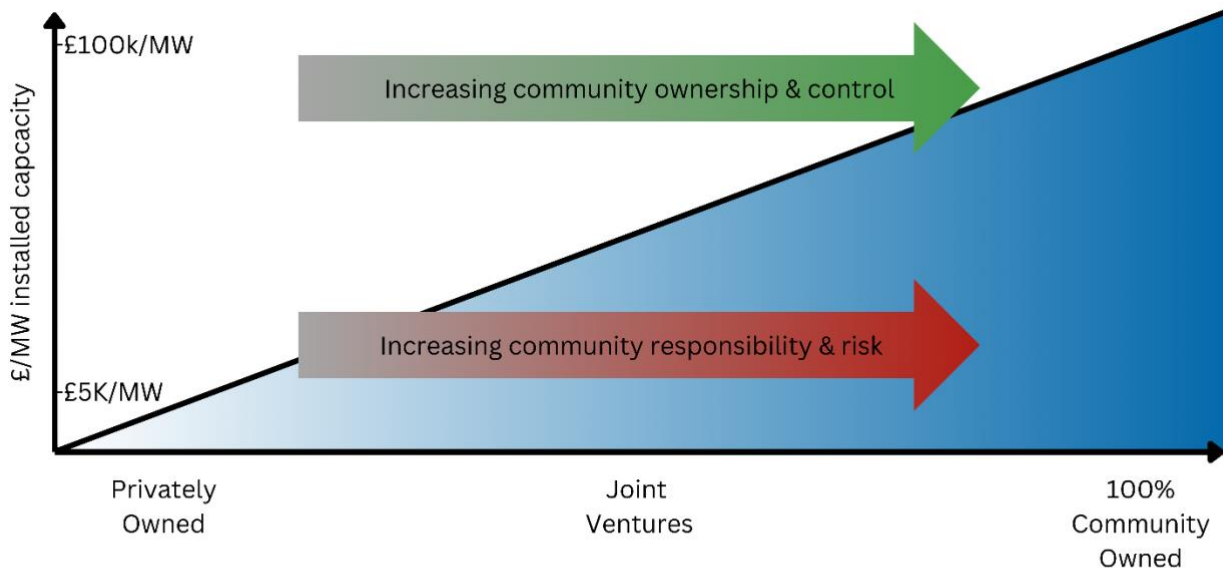 £/MW installed capcacity
£100k/MW
£5K/MW
Increasing community ownership & control
Increasing community responsibility & risk
Privately
Owned
Joint
Ventures
100%
Community
Owned